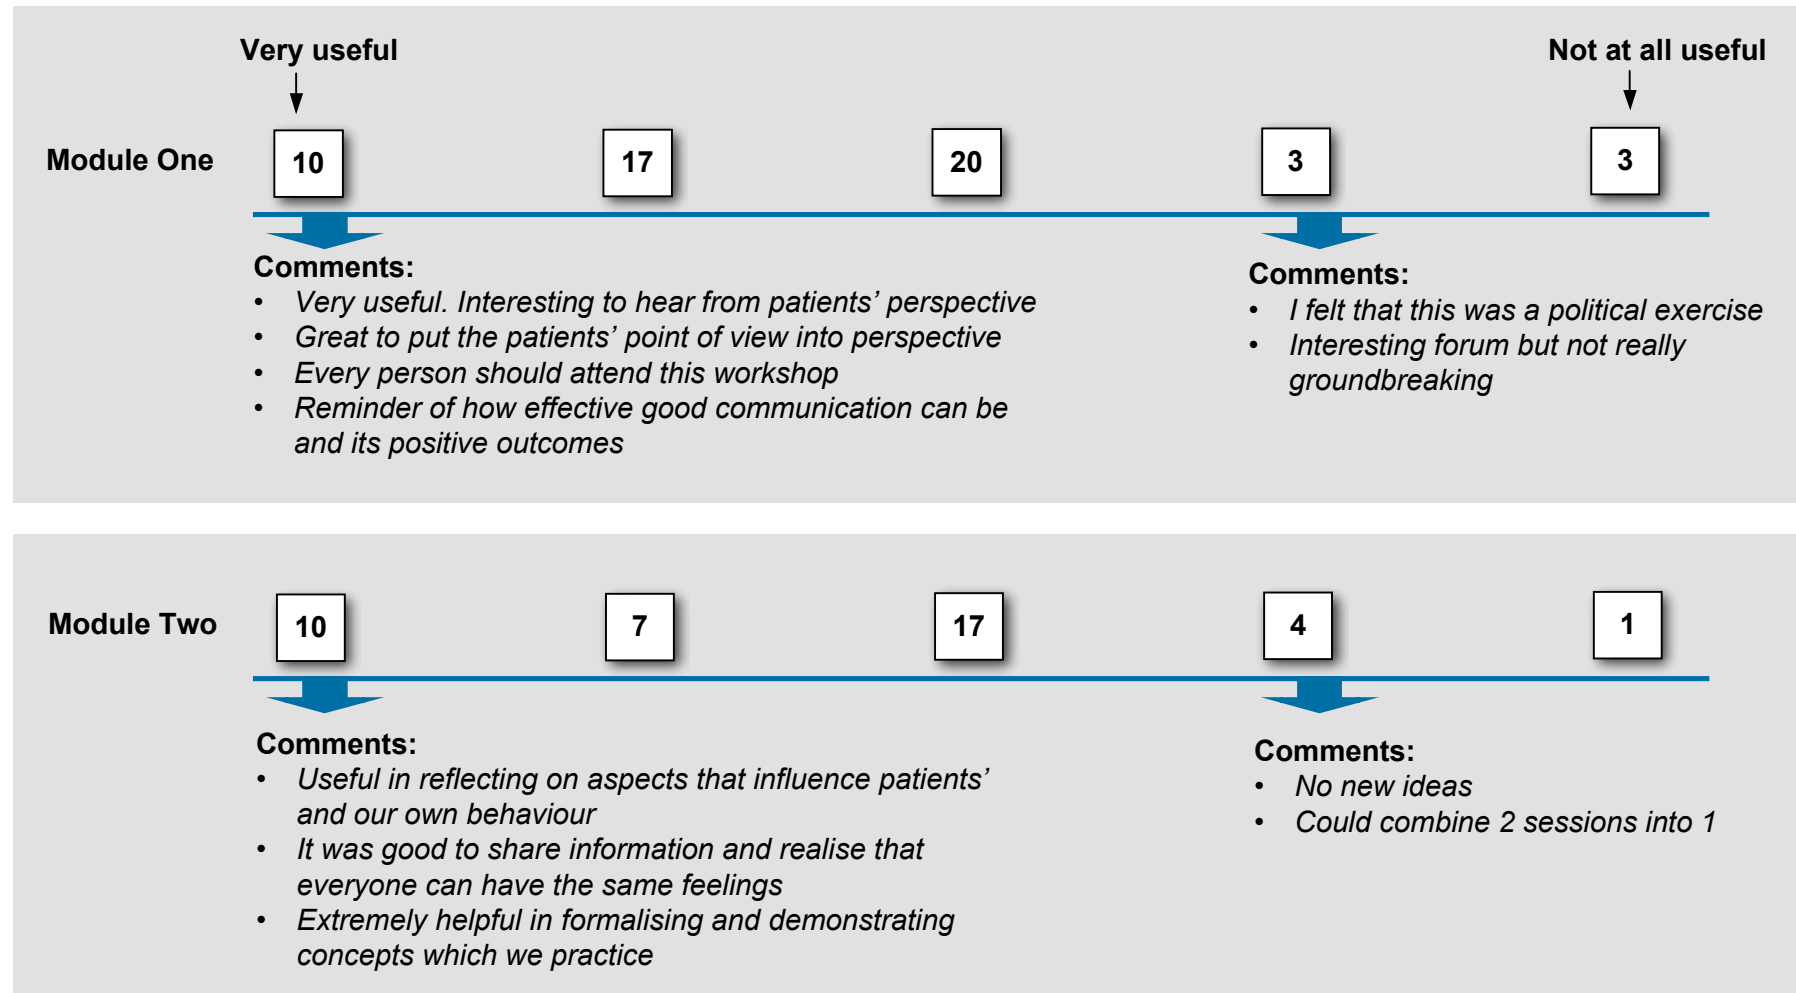 Very useful
Not at all useful
Module One
10
17
20
3
3
Comments:
• Very useful. Interesting to hear from patients’ perspective
• Great to put the patients’ point of view into perspective
• Every person should attend this workshop
• Reminder of how effective good communication can be
and its positive outcomes
Comments:
• I felt that this was a political exercise
• Interesting forum but not really
groundbreaking
Module Two
10
7
17
4
1
Comments:
• Useful in reflecting on aspects that influence patients’
and our own behaviour
• It was good to share information and realise that
everyone can have the same feelings
• Extremely helpful in formalising and demonstrating
concepts which we practice
Comments:
• No new ideas
• Could combine 2 sessions into 1